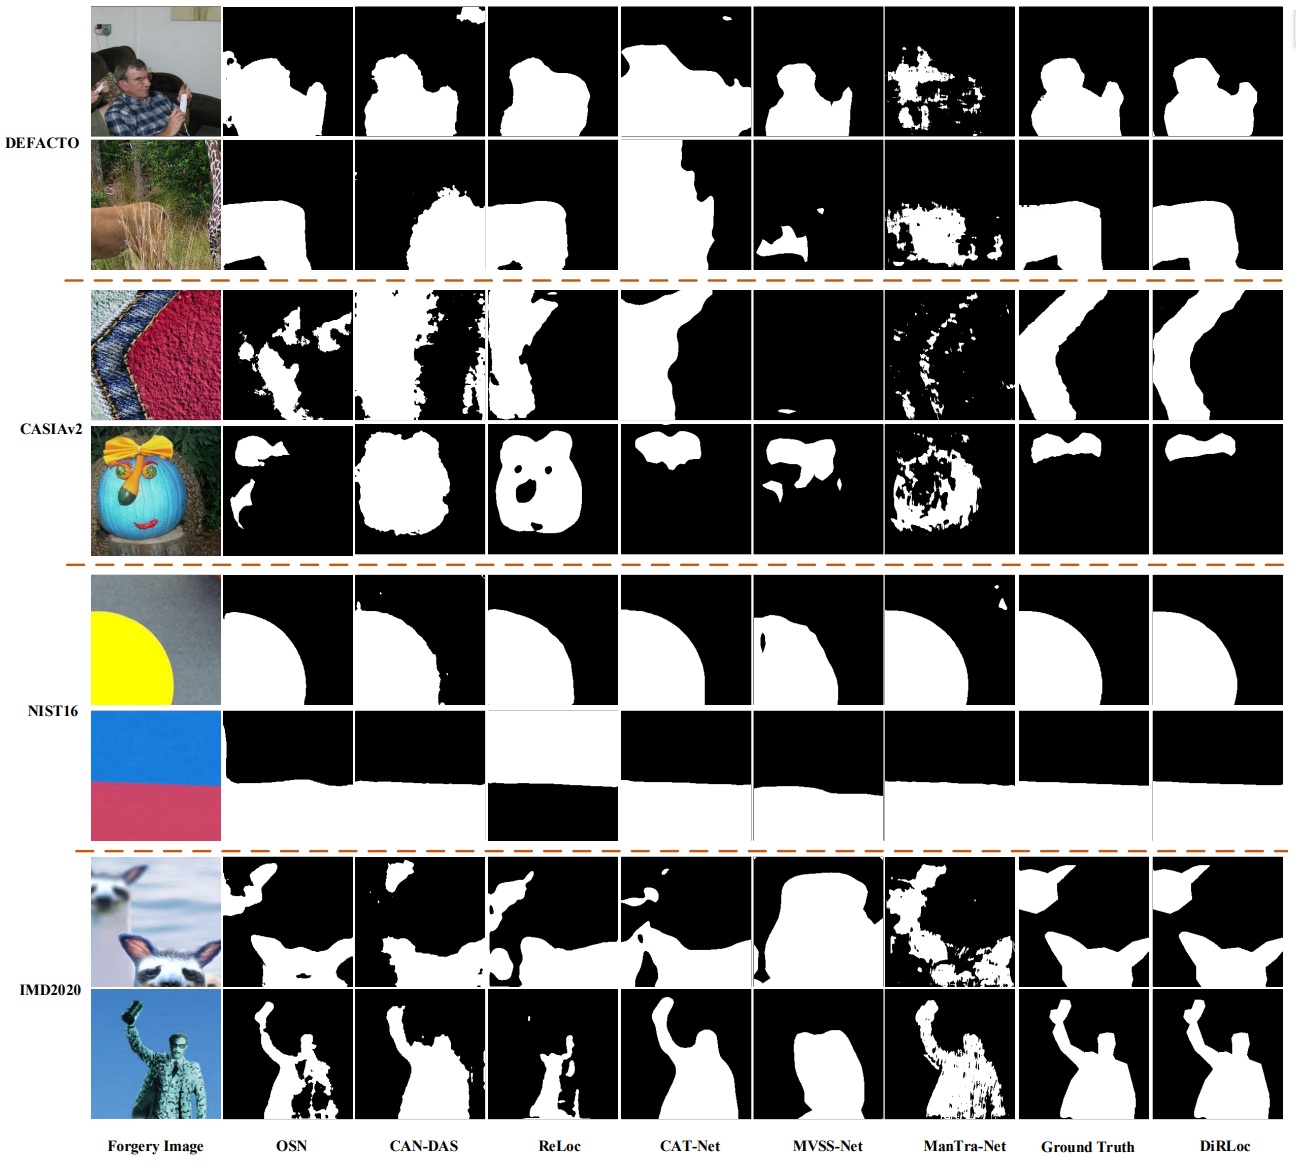 DEFACTO
CASIAv2
NIST16
IMD2020
Forgery Image OSN CAN-DAS ReLoc CAT-Net MVSS-Net ManTra-Net Ground Truth DiRLoc